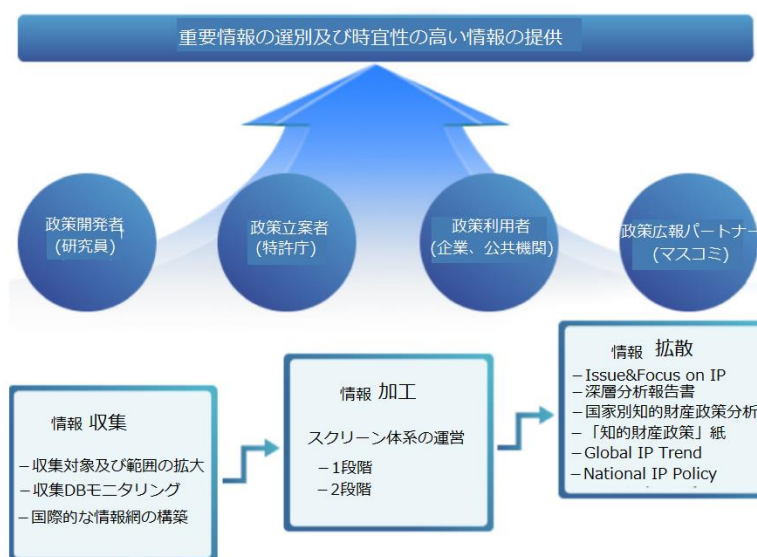 重要情報の選別及び時宜性の高い情報の提供
政策開発者
(研究員)
政策立案者
(特許庁)
政策利用者
(企業、公共機関)
政策広報パートナー
(マスコミ)
情報 収集
－収集対象及び範囲の拡大
－収集DBモニタリング
－国際的な情報網の構築
情報 加工
スクリーン体系の運営
－1段階
－2段階
情報 拡散
－Issue&Focus on IP
－深層分析報告書
－国家別知的財産政策分析
－「知的財産政策」紙
－Global IP Trend
－National IP Policy